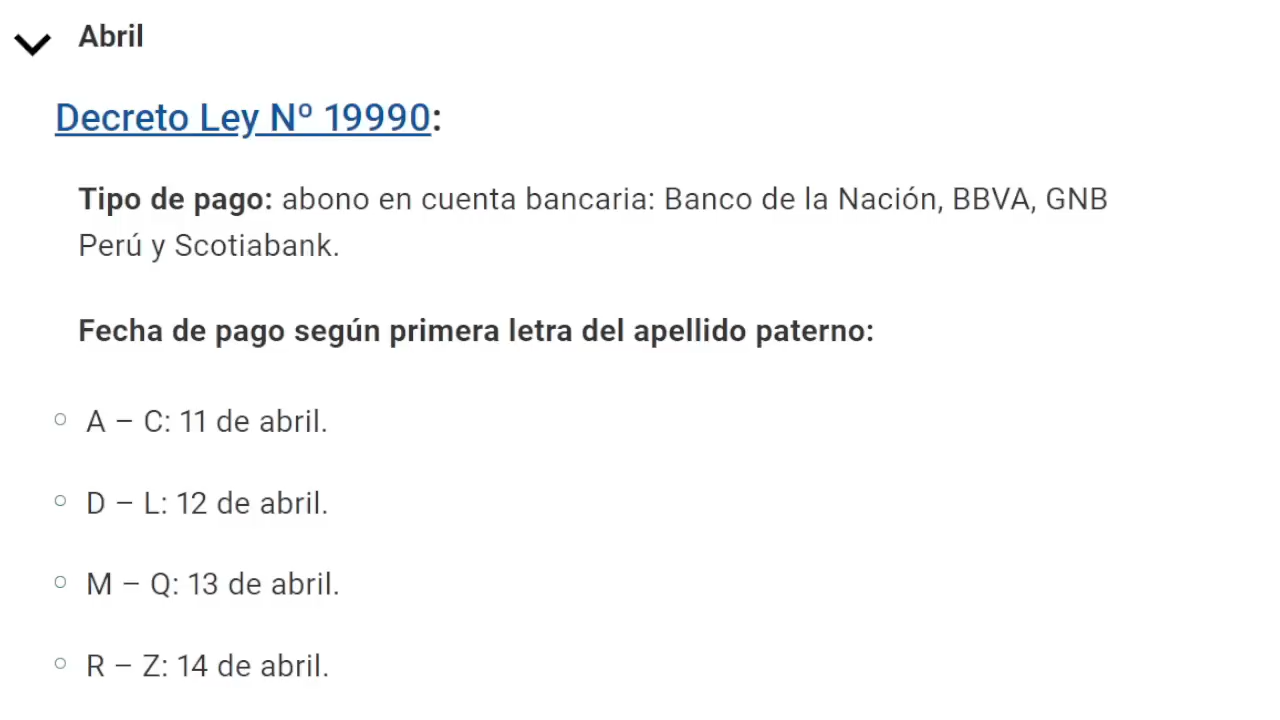 Abril
Decreto Ley Nº 19990:
Tipo de pago: abono en cuenta bancaria: Banco de la Nación, BBVA, GNB
Perú y Scotiabank.
Fecha de pago según primera letra del apellido paterno:
A – C: 11 de abril.
D – L: 12 de abril.
M – Q: 13 de abril.
R – Z: 14 de abril.